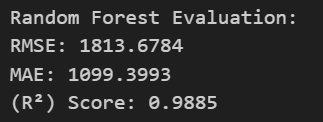 Random Forest Evaluation:
RMSE: 1813.6784
MAE: 1099.3993
(R²) Score: 0.9885